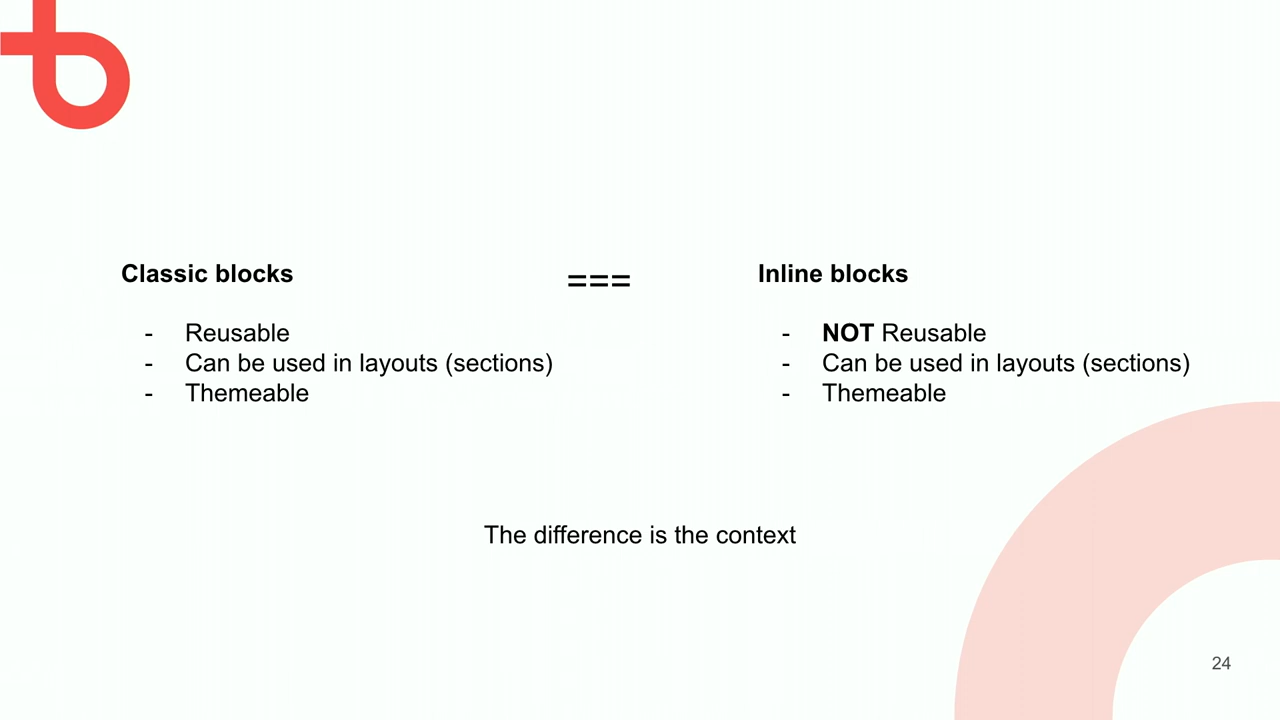 Classic blocks
- Reusable
- Can be used in layouts (sections)
- Themeable
===
Inline blocks
- NOT Reusable
- Can be used in layouts (sections)
- Themeable
The difference is the context
24